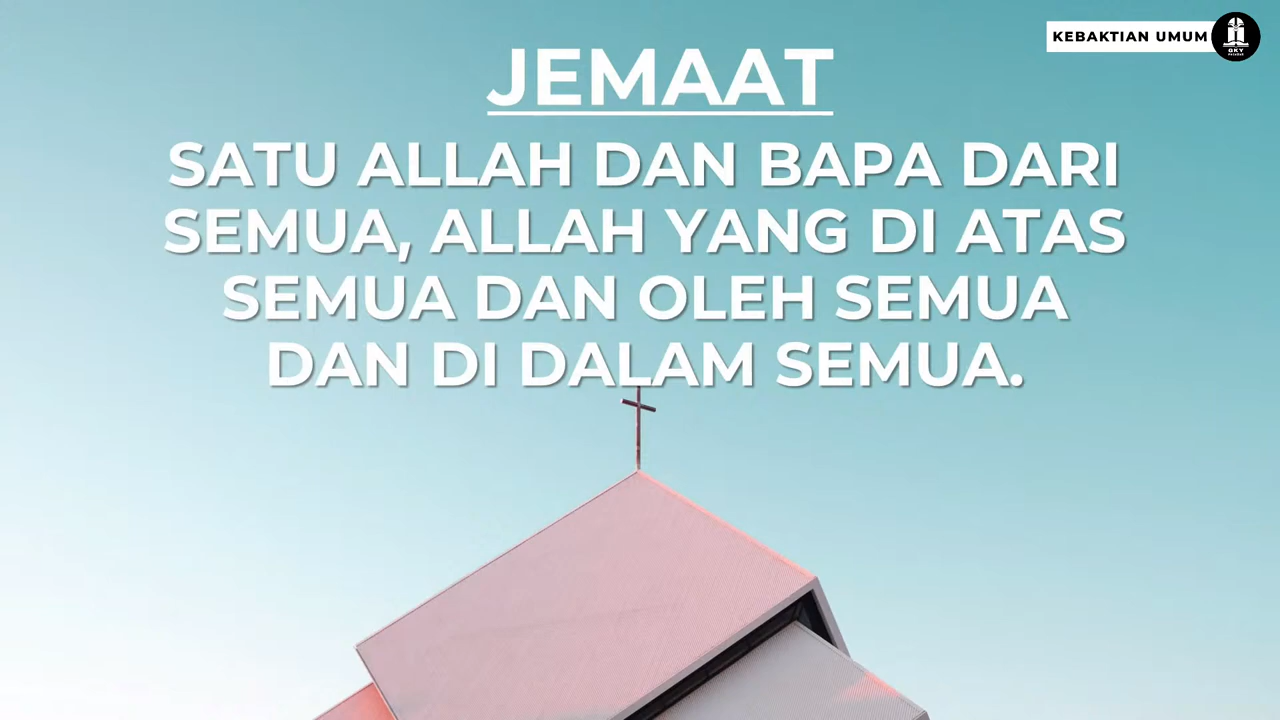 KEBAKTIAN UMUM
GKY
JEMAAT
SATU ALLAH DAN BAPA DARI
SEMUA, ALLAH YANG DI ATAS
SEMUA DAN OLEH SEMUA
DAN DI DALAM SEMUA.